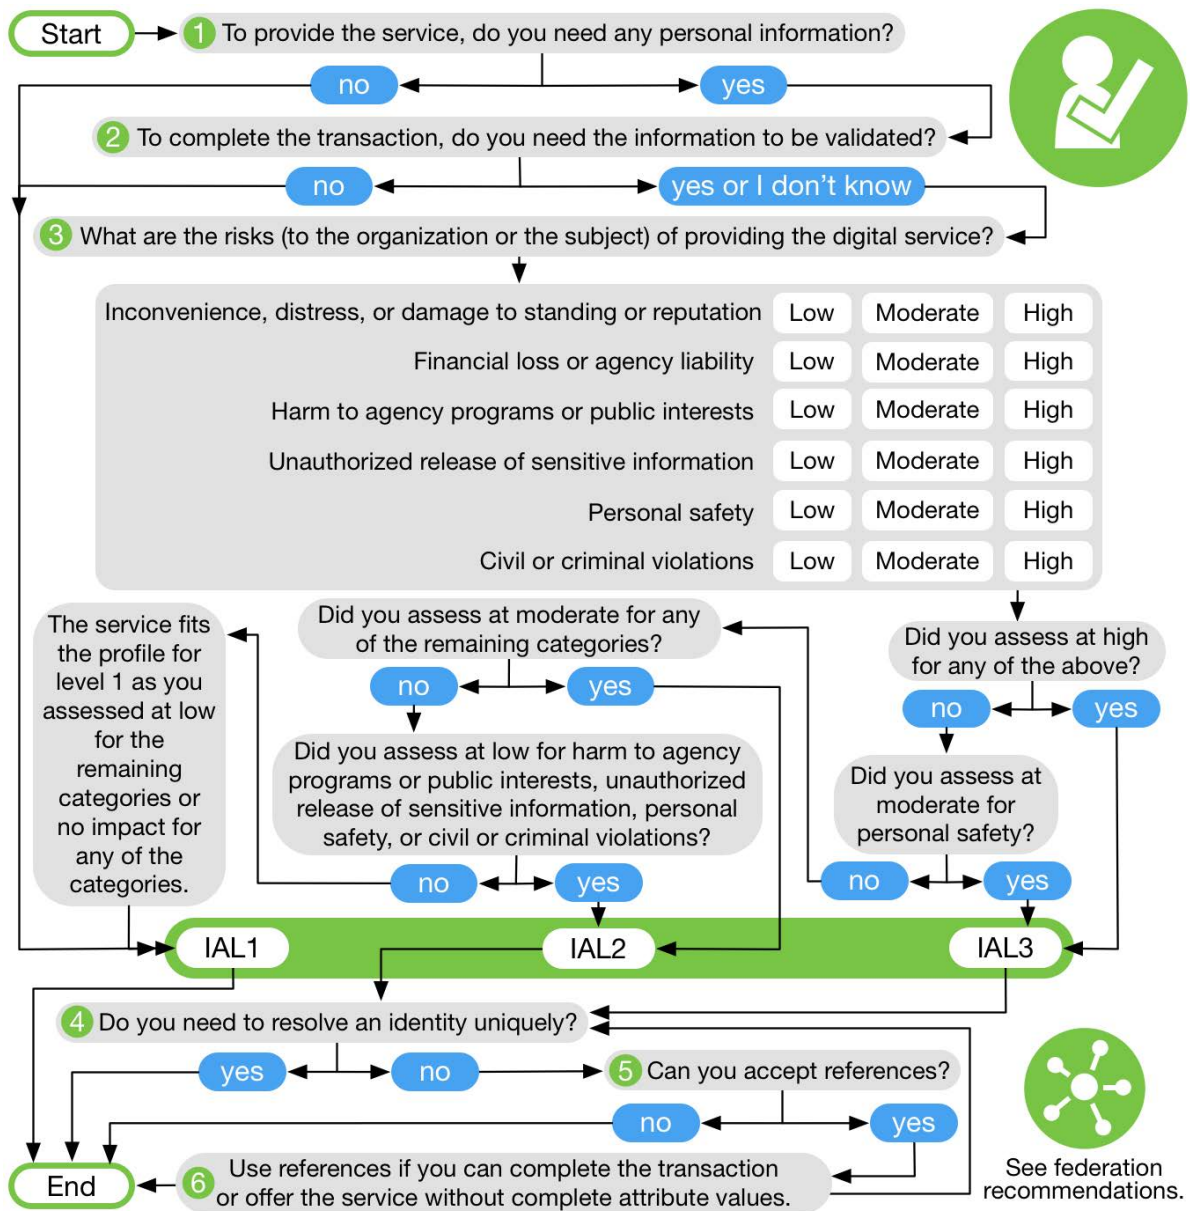 Start
1 To provide the service, do you need any personal information?
no
yes
2 To complete the transaction, do you need the information to be validated?
no
yes or I don't know
3 What are the risks (to the organization or the subject) of providing the digital service?
Inconvenience, distress, or damage to standing or reputation Low Moderate High
Financial loss or agency liability Low Moderate High
Harm to agency programs or public interests Low Moderate High
Unauthorized release of sensitive information Low Moderate High
Personal safety Low Moderate High
Civil or criminal violations Low Moderate High
Did you assess at high
for any of the above?
no
yes
Did you assess at
moderate for
personal safety?
no
yes
Did you assess at moderate for any
of the remaining categories?
no
yes
Did you assess at low for harm to agency
programs or public interests, unauthorized
release of sensitive information, personal
safety, or civil or criminal violations?
no
yes
The service fits
the profile for
level 1 as you
assessed at low
for the
remaining
categories or
no impact for
any of the
categories.
IAL1
IAL2
IAL3
4 Do you need to resolve an identity uniquely?
yes
no
5 Can you accept references?
no
yes
6 Use references if you can complete the transaction
or offer the service without complete attribute values.
End
See federation
recommendations.